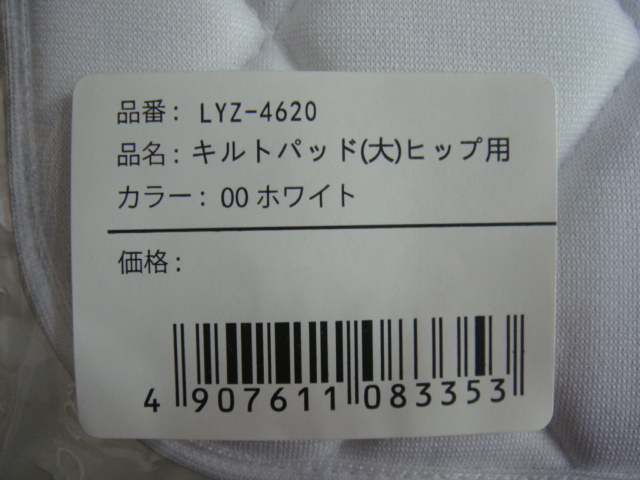 品番: LYZ-4620
品名: キルトパッド(大)ヒップ用
カラー: 00 ホワイト
価格:
4 907611 083353